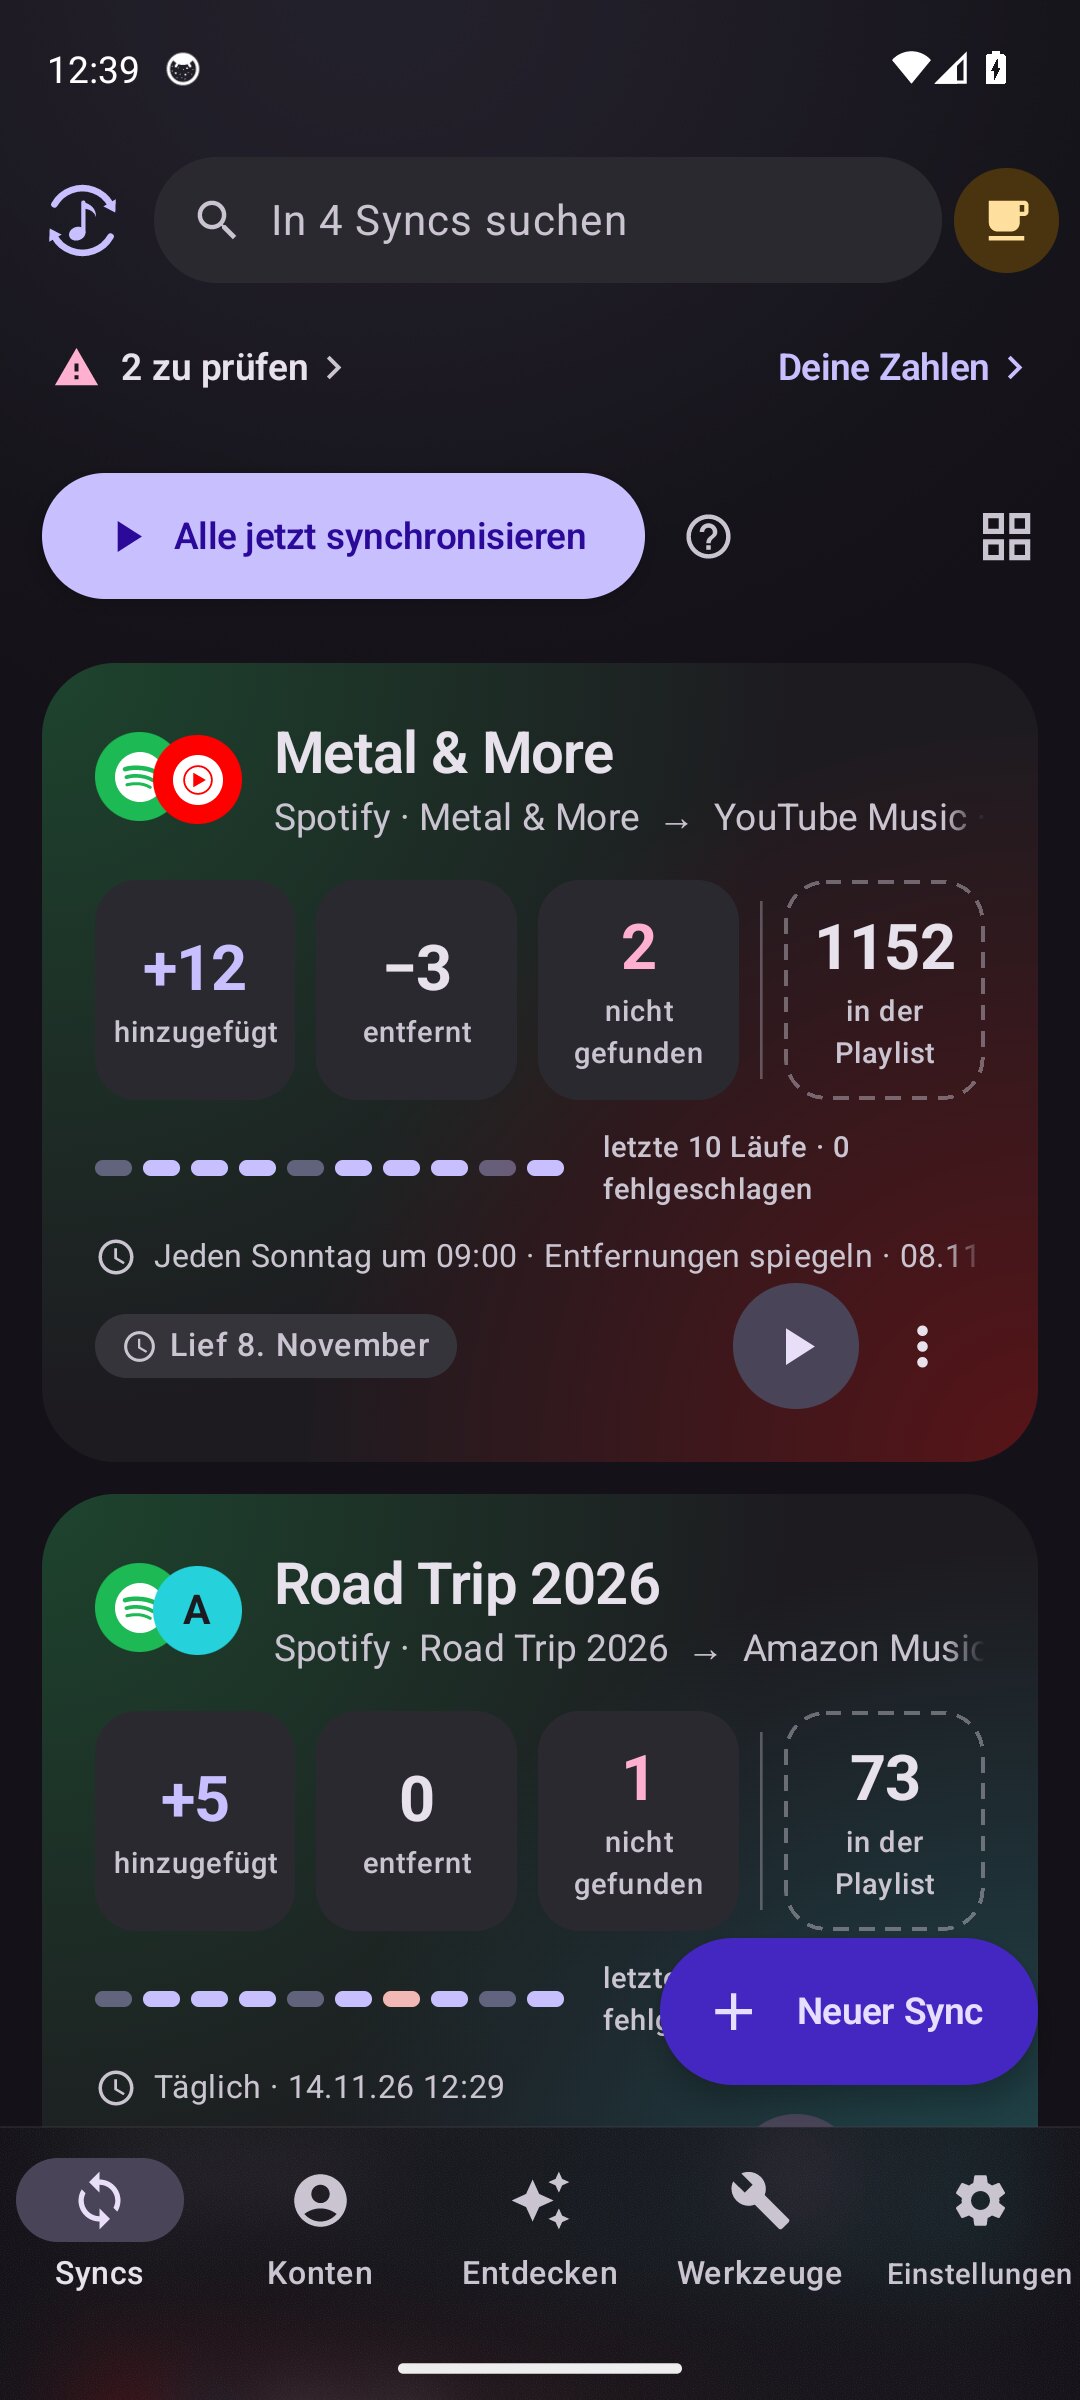 12:39
In 4 Syncs suchen
2 zu prüfen
Deine Zahlen
Alle jetzt synchronisieren
Metal & More
Spotify · Metal & More → YouTube Music
+12
hinzugefügt
−3
entfernt
2
nicht
gefunden
1152
in der
Playlist
letzte 10 Läufe · 0
fehlgeschlagen
Jeden Sonntag um 09:00 · Entfernungen spiegeln · 08.11
Lief 8. November
Road Trip 2026
A
Spotify · Road Trip 2026 → Amazon Music
+5
hinzugefügt
0
entfernt
1
nicht
gefunden
73
in der
Playlist
Neuer Sync
Täglich · 14.11.26 12:29
Syncs
Konten
Entdecken
Werkzeuge
Einstellungen